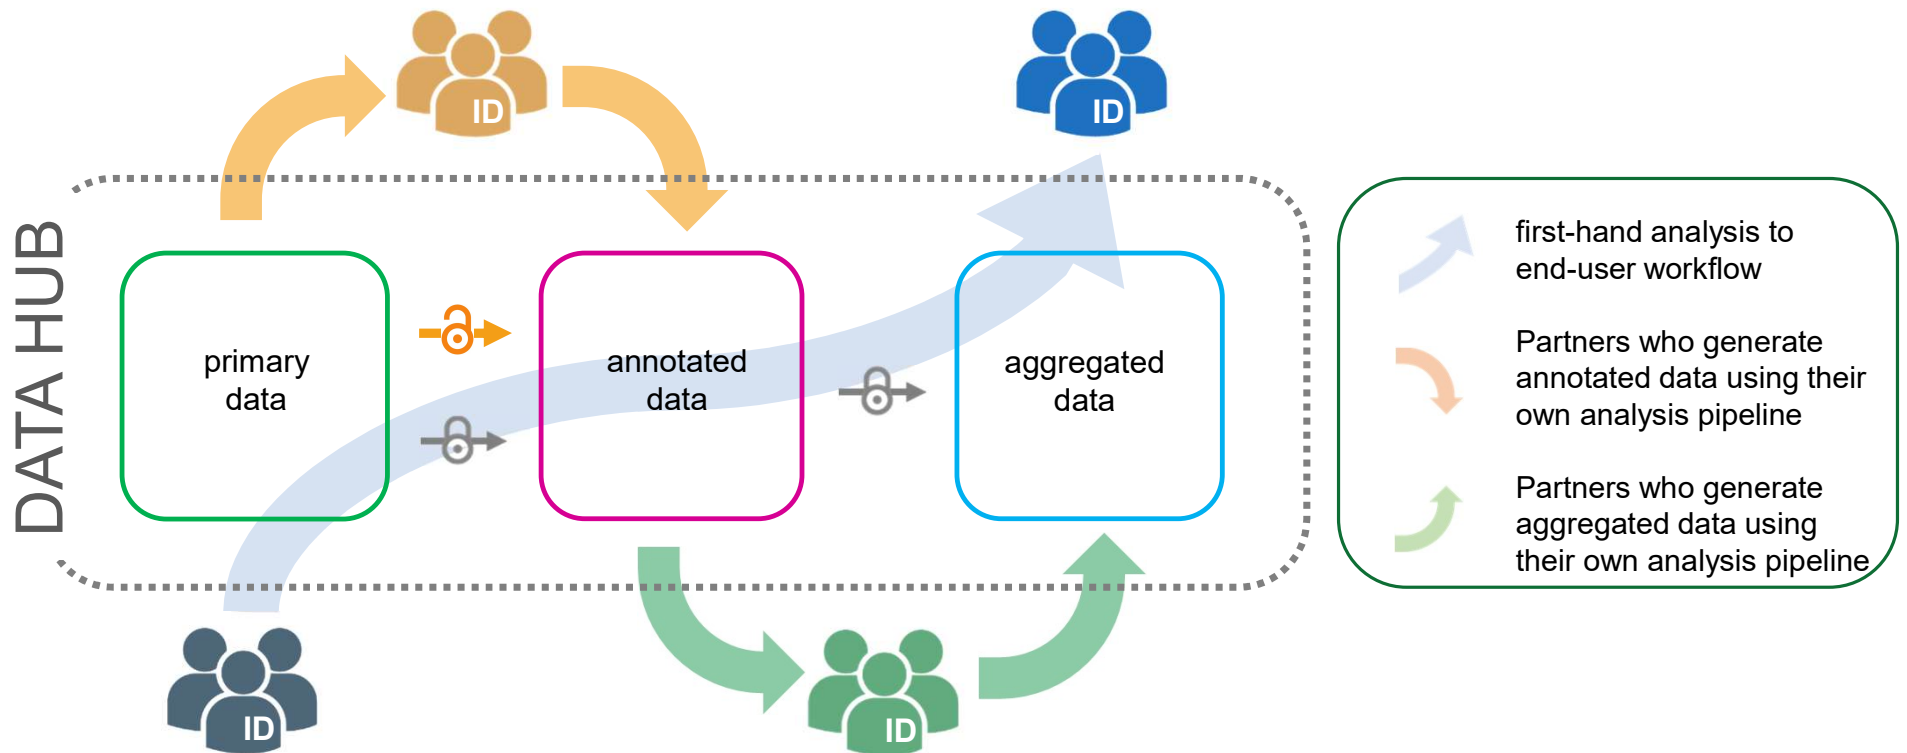 ID
ID
DATA HUB
primary
data
annotated
data
aggregated
data
first-hand analysis to
end-user workflow
Partners who generate
annotated data using their
own analysis pipeline
Partners who generate
aggregated data using
their own analysis pipeline
ID
ID